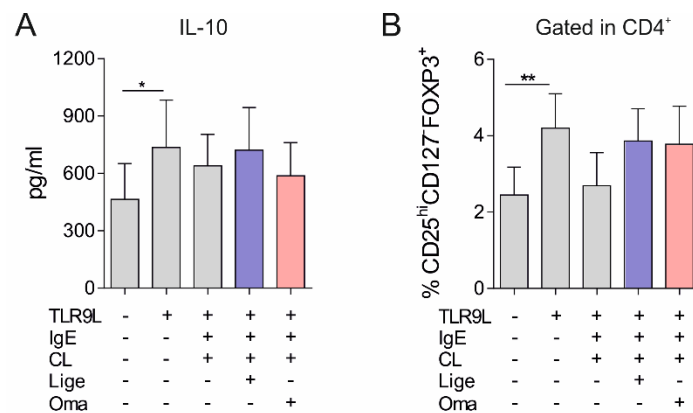 A
IL-10
pg/ml
1200
900
600
300
0
*
TLR9L - + + + +
IgE - - + + +
CL - - + + +
Lige - - - + -
Oma - - - - +
B
Gated in CD4⁺
% CD25ʰⁱCD127⁻FOXP3⁺
6
4
2
0
**
TLR9L - + + + +
IgE - - + + +
CL - - + + +
Lige - - - + -
Oma - - - - +